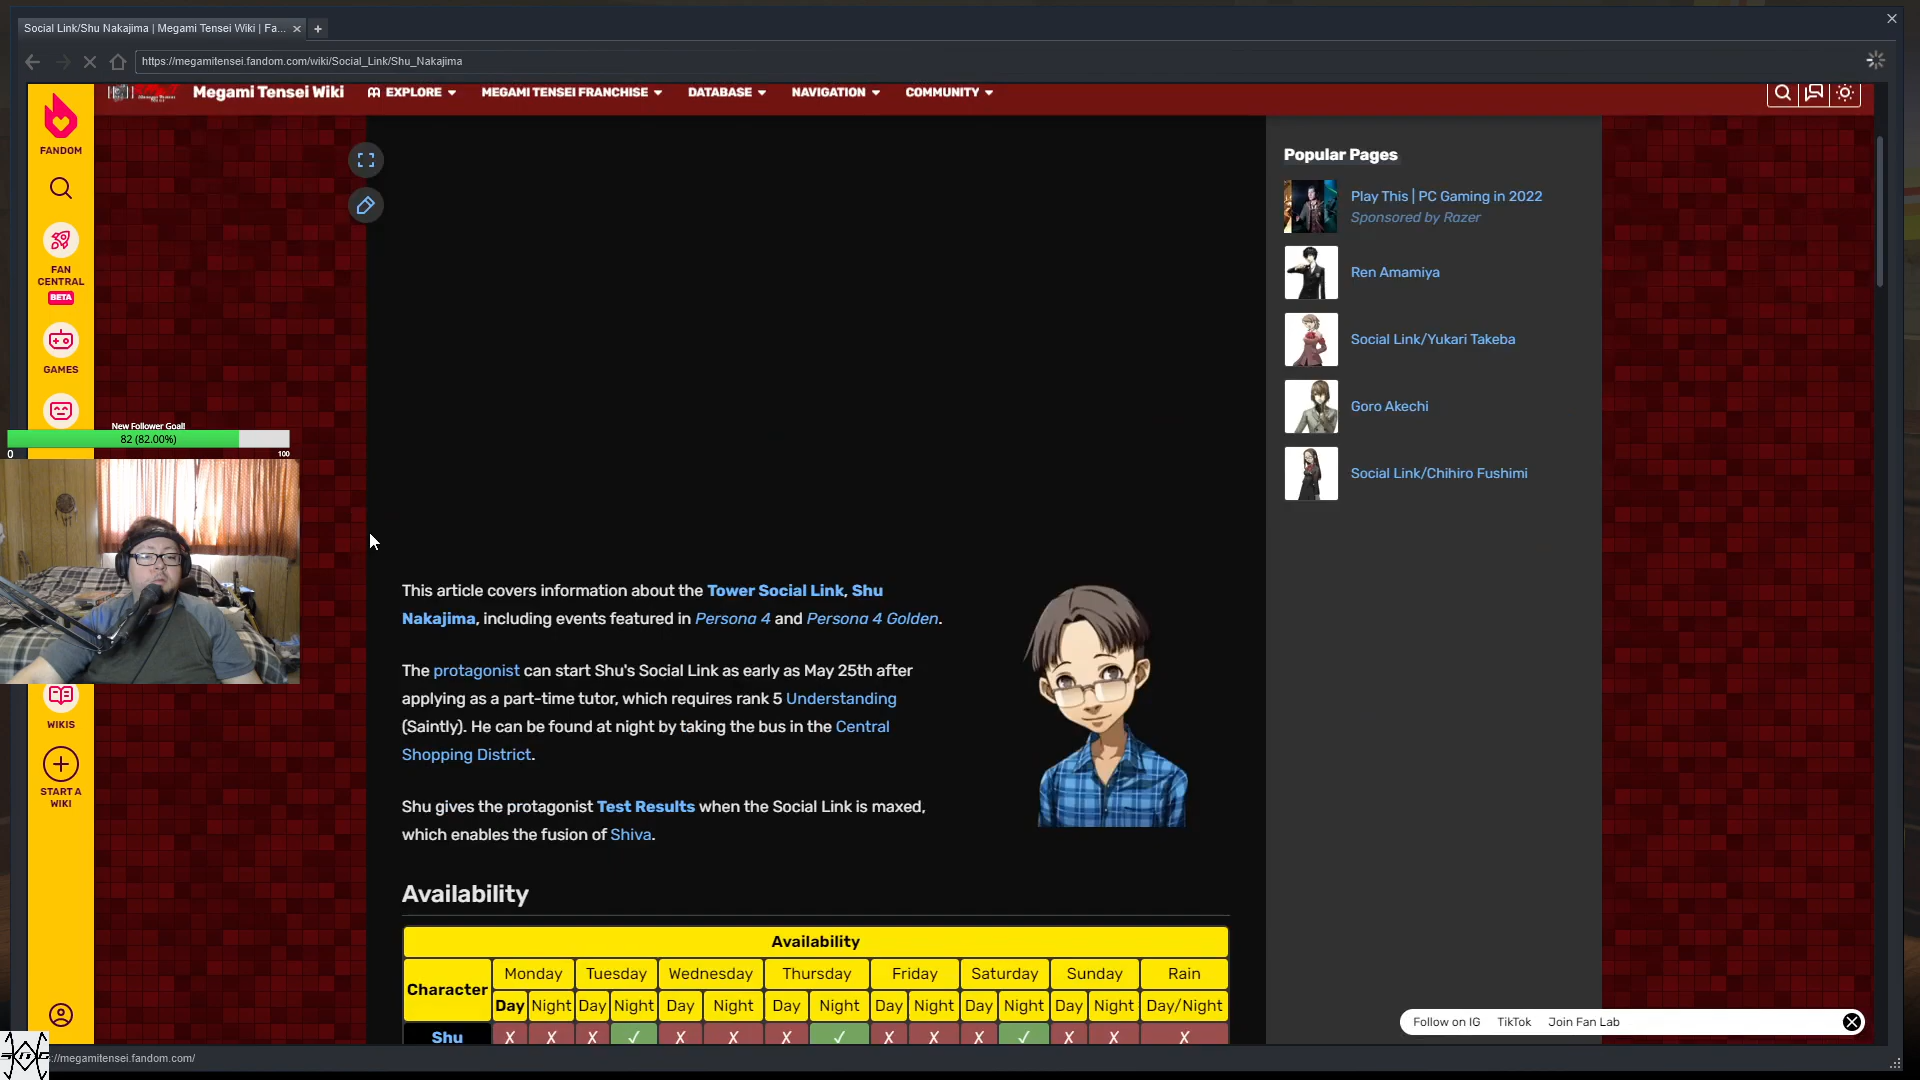 Social Link/Shu Nakajima | Megami Tensei Wiki | Fa...
https://megamitensei.fandom.com/wiki/Social_Link/Shu_Nakajima
Megami Tensei Wiki
EXPLORE
MEGAMI TENSEI FRANCHISE
DATABASE
NAVIGATION
COMMUNITY
FANDOM
FAN
CENTRAL
BETA
GAMES
New Follower Goal!
82 (82.00%)
0
100
WIKIS
START A
WIKI
This article covers information about the Tower Social Link, Shu
Nakajima, including events featured in Persona 4 and Persona 4 Golden.
The protagonist can start Shu's Social Link as early as May 25th after
applying as a part-time tutor, which requires rank 5 Understanding
(Saintly). He can be found at night by taking the bus in the Central
Shopping District.
Shu gives the protagonist Test Results when the Social Link is maxed,
which enables the fusion of Shiva.
Availability
Availability
Character
Monday Tuesday Wednesday Thursday Friday Saturday Sunday Rain
Day Night Day Night Day Night Day Night Day Night Day Night Day Night Day/Night
Shu ✗ ✗ ✗ ✓ ✗ ✗ ✗ ✓ ✗ ✗ ✗ ✓ ✗ ✗ ✗
Popular Pages
Play This | PC Gaming in 2022
Sponsored by Razer
Ren Amamiya
Social Link/Yukari Takeba
Goro Akechi
Social Link/Chihiro Fushimi
Follow on IG TikTok Join Fan Lab
://megamitensei.fandom.com/